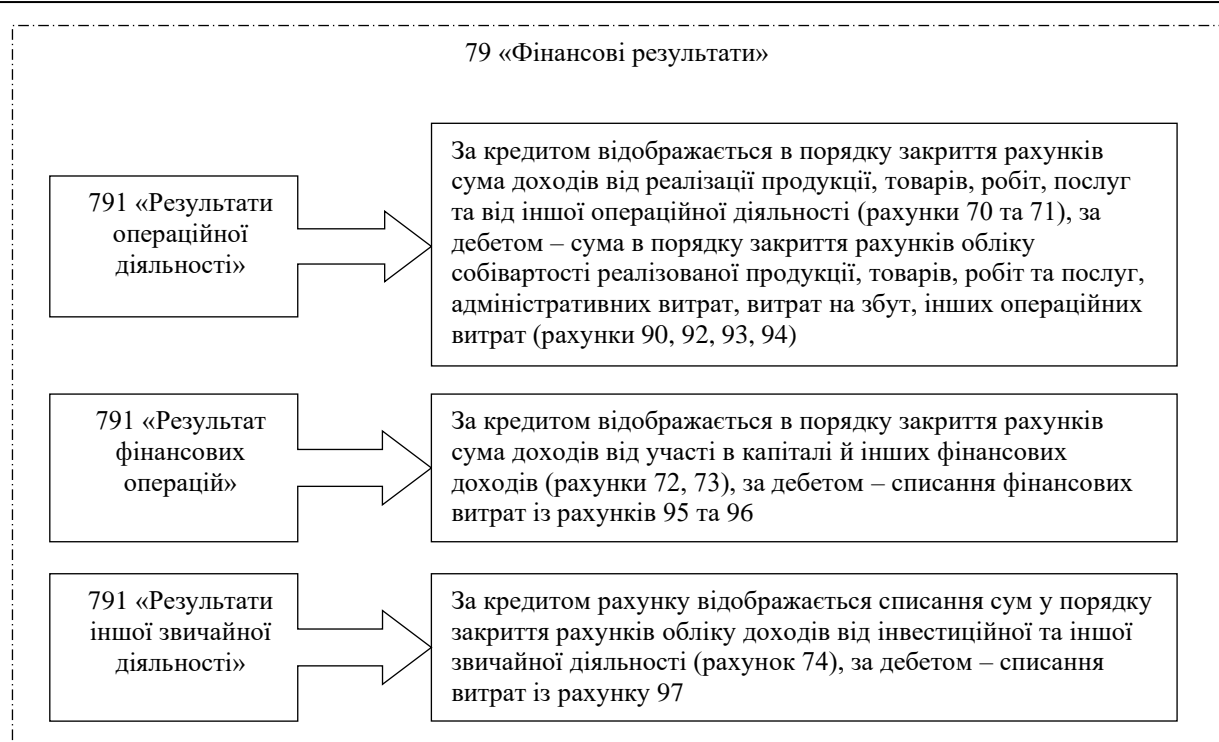 79 «Фінансові результати»
791 «Результати
операційної
діяльності»
За кредитом відображається в порядку закриття рахунків
сума доходів від реалізації продукції, товарів, робіт, послуг
та від іншої операційної діяльності (рахунки 70 та 71), за
дебетом – сума в порядку закриття рахунків обліку
собівартості реалізованої продукції, товарів, робіт та послуг,
адміністративних витрат, витрат на збут, інших операційних
витрат (рахунки 90, 92, 93, 94)
791 «Результат
фінансових
операцій»
За кредитом відображається в порядку закриття рахунків
сума доходів від участі в капіталі й інших фінансових
доходів (рахунки 72, 73), за дебетом – списання фінансових
витрат із рахунків 95 та 96
791 «Результати
іншої звичайної
діяльності»
За кредитом рахунку відображається списання сум у порядку
закриття рахунків обліку доходів від інвестиційної та іншої
звичайної діяльності (рахунок 74), за дебетом – списання
витрат із рахунку 97